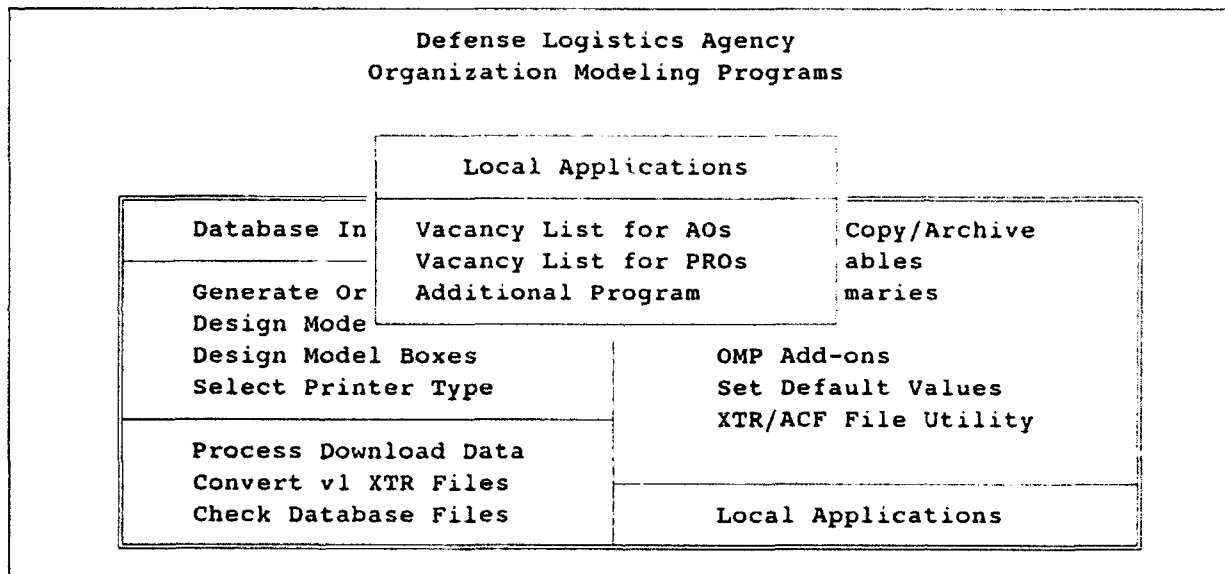 Defense Logistics Agency
Organization Modeling Programs
Local Applications
Vacancy List for AOs
Vacancy List for PROs
Additional Program
Database In
Generate Or
Design Mode
Design Model Boxes
Select Printer Type
Process Download Data
Convert v1 XTR Files
Check Database Files
Copy/Archive
ables
maries
OMP Add-ons
Set Default Values
XTR/ACF File Utility
Local Applications